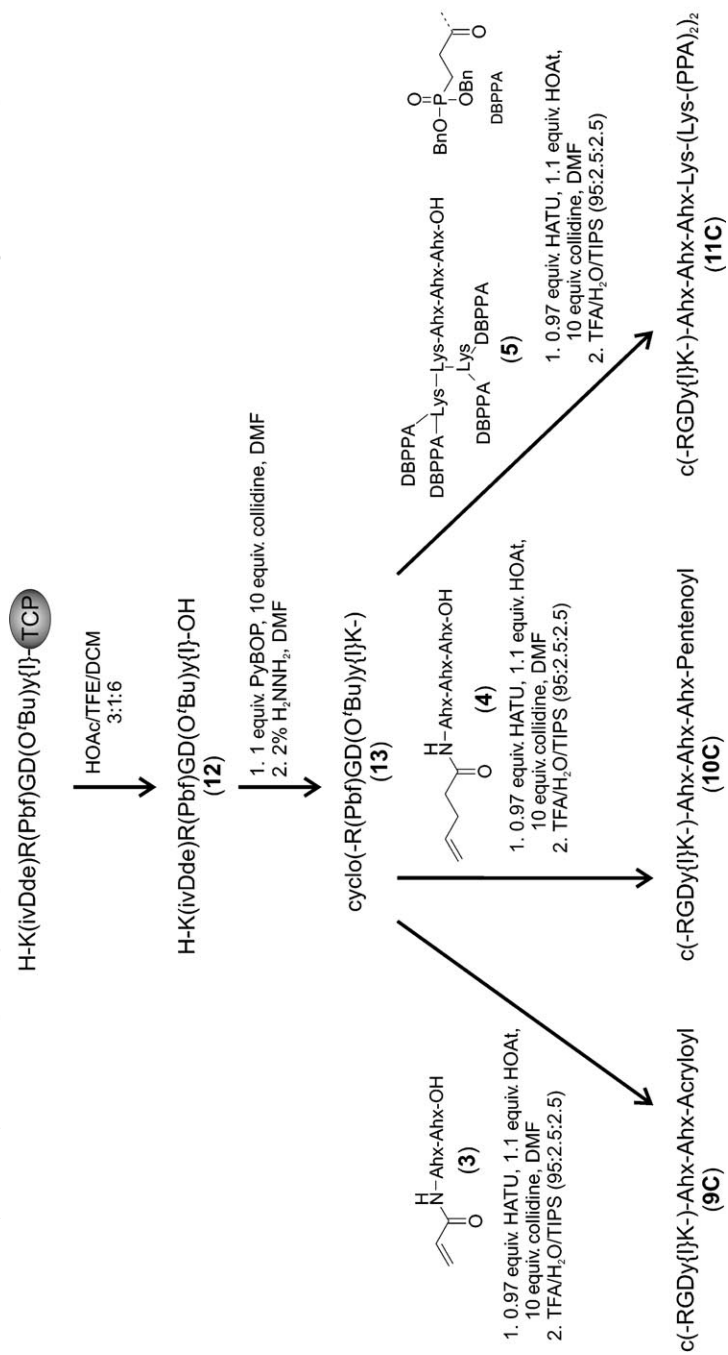 H-K(ivDde)R(Pbf)GD(OᵗBu)y{I}-TCP
HOAc/TFE/DCM
3:1:6
H-K(ivDde)R(Pbf)GD(OᵗBu)y{I}-OH
(12)
1. 1 equiv. PyBOP, 10 equiv. collidine, DMF
2. 2% H₂NNH₂, DMF
cyclo(-R(Pbf)GD(OᵗBu)y{I}K-)
(13)
H
N-Ahx-Ahx-OH
O
(3)
1. 0.97 equiv. HATU, 1.1 equiv. HOAt,
10 equiv. collidine, DMF
2. TFA/H₂O/TIPS (95:2.5:2.5)
c(-RGDy{I}K-)-Ahx-Ahx-Acryloyl
(9C)
H
N-Ahx-Ahx-Ahx-OH
O
(4)
1. 0.97 equiv. HATU, 1.1 equiv. HOAt,
10 equiv. collidine, DMF
2. TFA/H₂O/TIPS (95:2.5:2.5)
c(-RGDy{I}K-)-Ahx-Ahx-Ahx-Pentenoyl
(10C)
DBPPA
DBPPA-Lys-Lys-Ahx-Ahx-Ahx-OH
DBPPA-Lys
DBPPA
(5)
O
BnO-P
OBn
O
DBPPA
1. 0.97 equiv. HATU, 1.1 equiv. HOAt,
10 equiv. collidine, DMF
2. TFA/H₂O/TIPS (95:2.5:2.5)
c(-RGDy{I}K-)-Ahx-Ahx-Ahx-Lys-(Lys-(PPA)₂)₂
(11C)